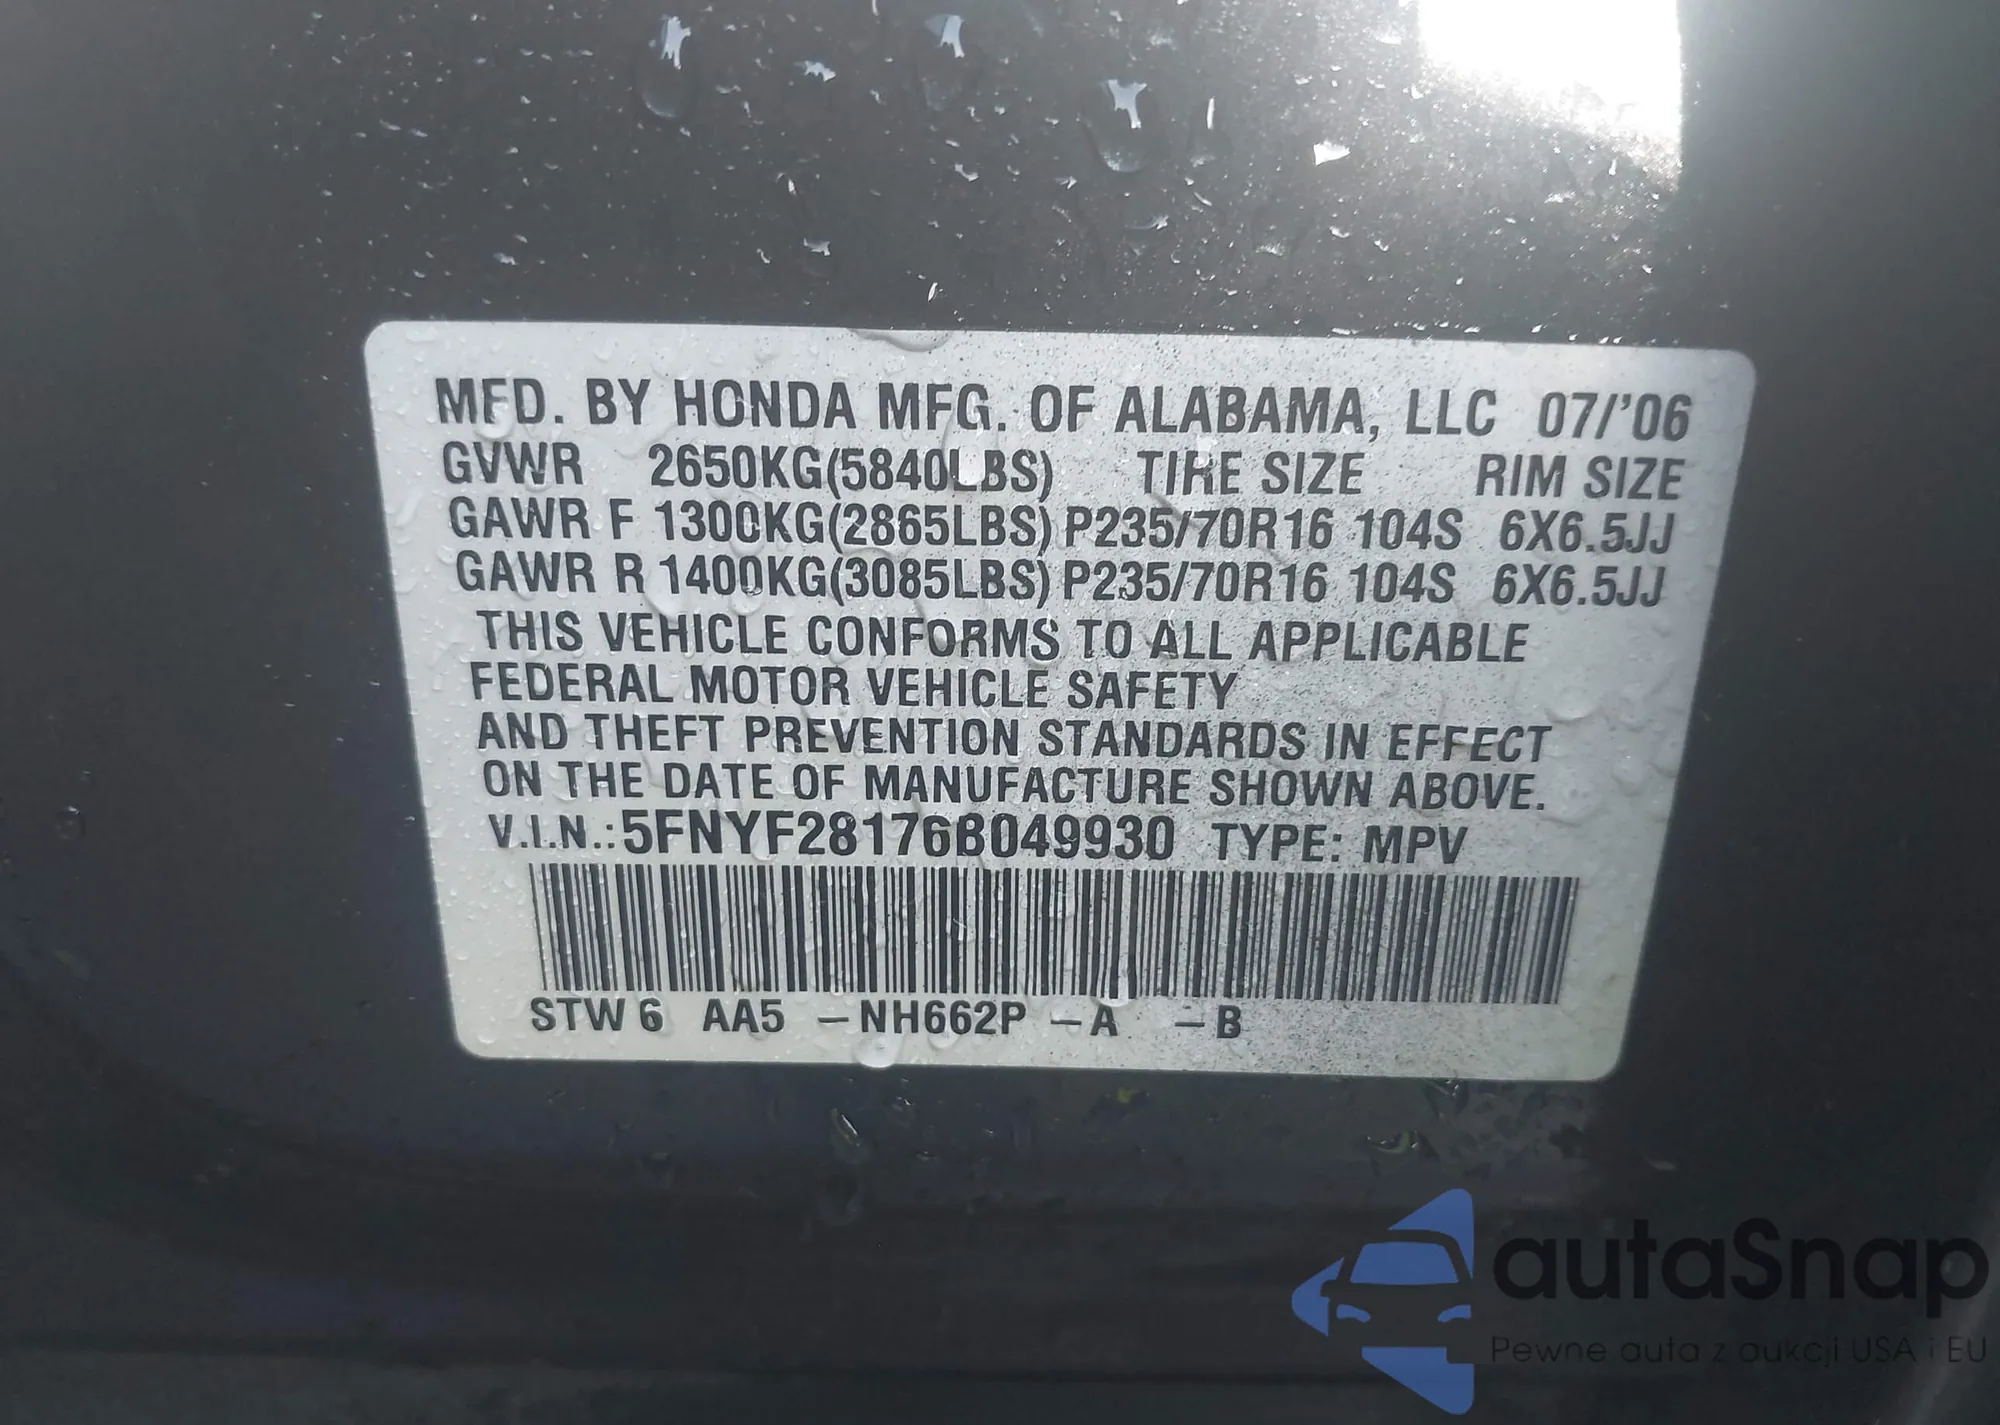 MFD. BY HONDA MFG. OF ALABAMA, LLC 07/'06
GVWR 2650KG(5840LBS) TIRE SIZE RIM SIZE
GAWR F 1300KG(2865LBS) P235/70R16 104S 6X6.5JJ
GAWR R 1400KG(3085LBS) P235/70R16 104S 6X6.5JJ
THIS VEHICLE CONFORMS TO ALL APPLICABLE
FEDERAL MOTOR VEHICLE SAFETY
AND THEFT PREVENTION STANDARDS IN EFFECT
ON THE DATE OF MANUFACTURE SHOWN ABOVE.
V.I.N.: 5FNYF28176B049930 TYPE: MPV
STW 6 AA5 -NH662P -A -B
autaSnap
Pewne auta z aukcji USA i EU